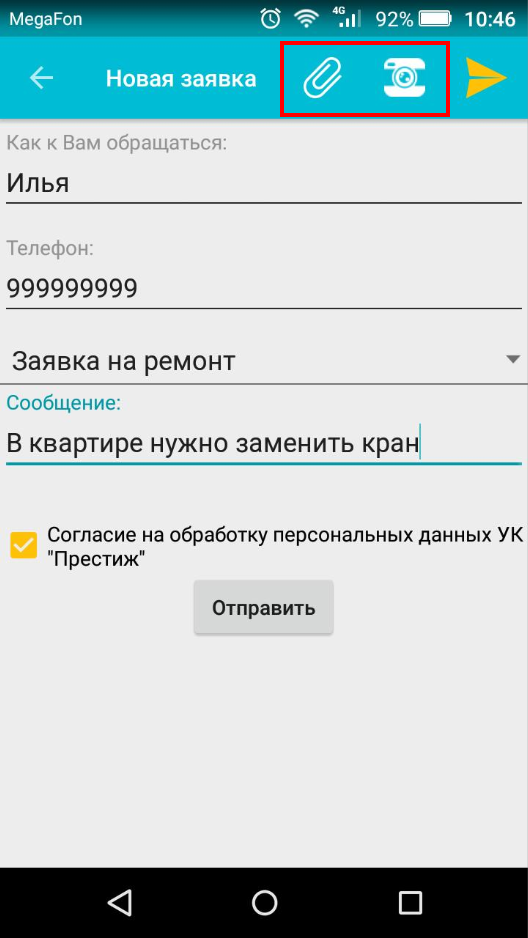 MegaFon 4G 92% 10:46
Новая заявка
Как к Вам обращаться:
Илья
Телефон:
999999999
Заявка на ремонт
Сообщение:
В квартире нужно заменить кран
Согласие на обработку персональных данных УК
"Престиж"
Отправить